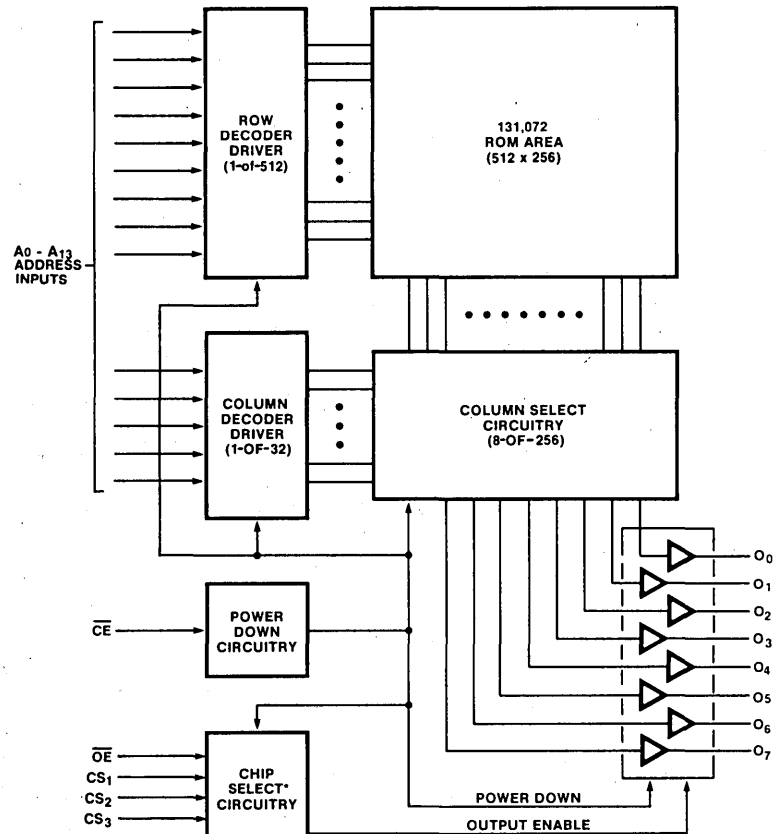 ROW
DECODER
DRIVER
(1-of-512)
131,072
ROM AREA
(512 x 256)
A0 - A13
ADDRESS
INPUTS
COLUMN
DECODER
DRIVER
(1-OF-32)
COLUMN SELECT
CIRCUITRY
(8-OF-256)
O0
O1
O2
O3
O4
O5
O6
O7
CE
POWER
DOWN
CIRCUITRY
OE
CS1
CS2
CS3
CHIP
SELECT*
CIRCUITRY
POWER DOWN
OUTPUT ENABLE